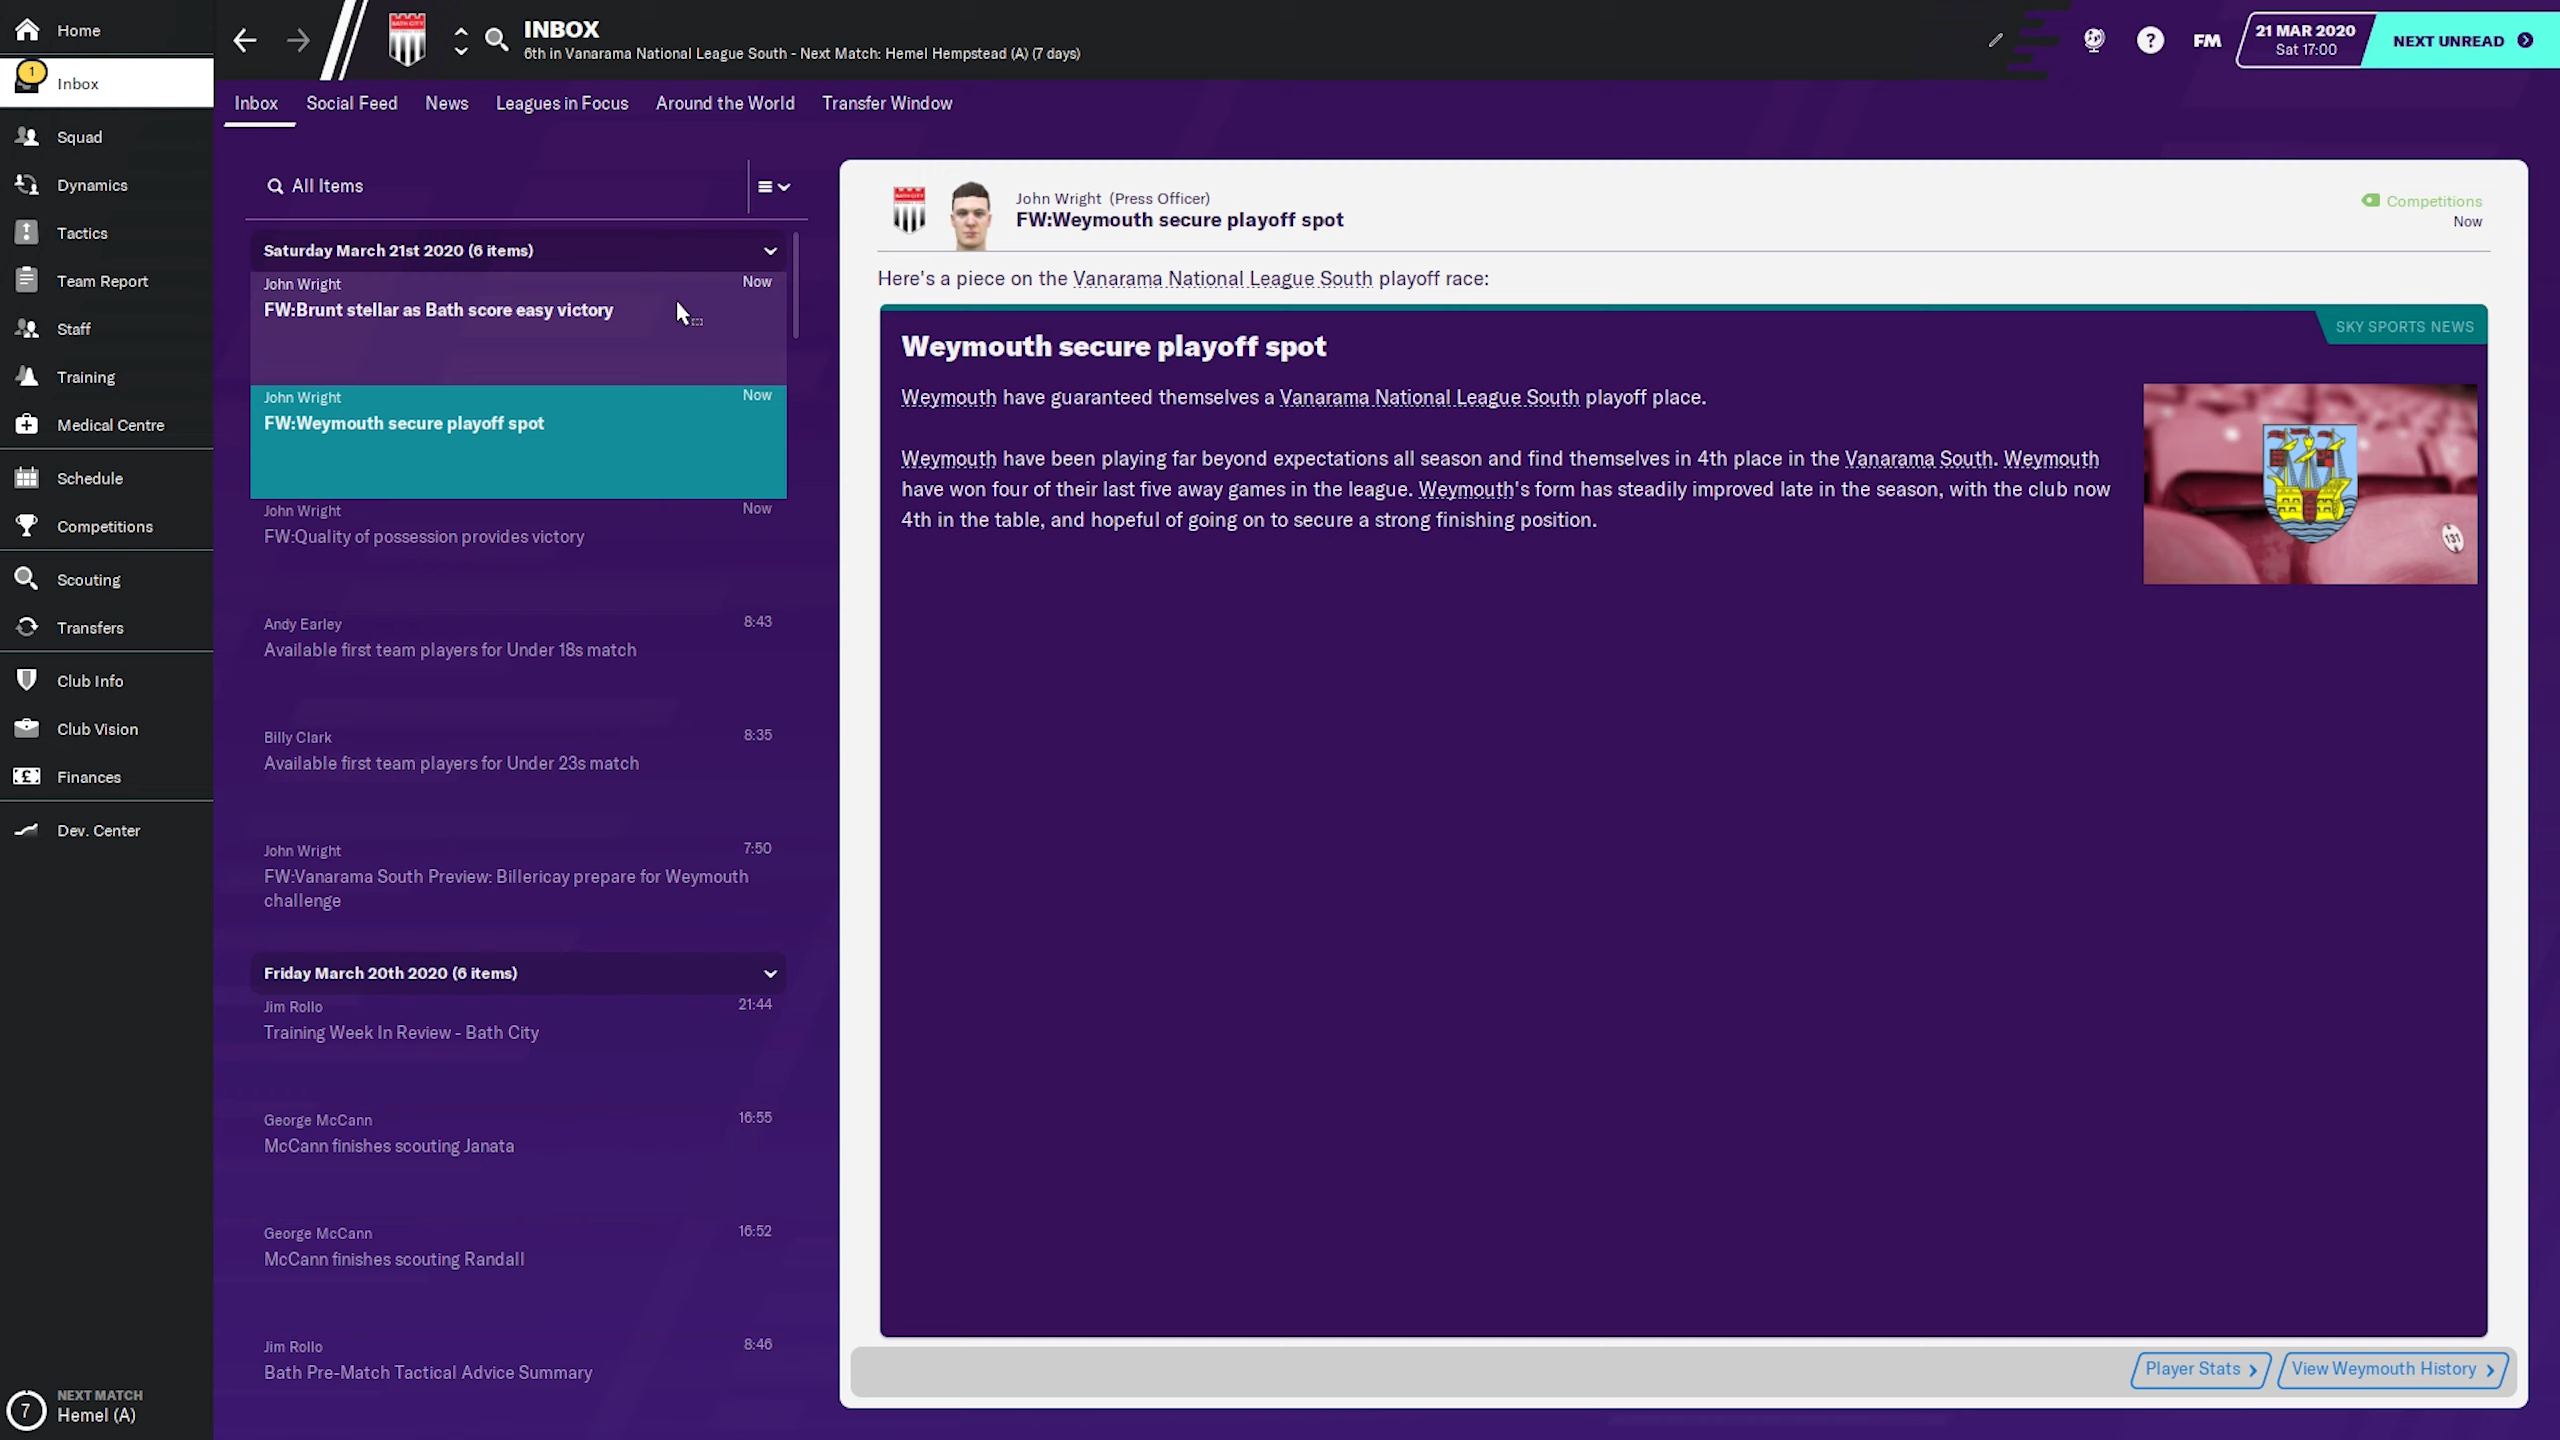 Home
1
Inbox
Squad
Dynamics
Tactics
Team Report
Staff
Training
Medical Centre
Schedule
Competitions
Scouting
Transfers
Club Info
Club Vision
Finances
Dev. Center
7
NEXT MATCH
Hemel (A)
BATH CITY
INBOX
6th in Vanarama National League South - Next Match: Hemel Hempstead (A) (7 days)
?
FM
21 MAR 2020
Sat 17:00
NEXT UNREAD
Inbox
Social Feed
News
Leagues in Focus
Around the World
Transfer Window
All Items
Saturday March 21st 2020 (6 items)
John Wright
Now
FW:Brunt stellar as Bath score easy victory
John Wright
Now
FW:Weymouth secure playoff spot
John Wright
Now
FW:Quality of possession provides victory
Andy Earley
8:43
Available first team players for Under 18s match
Billy Clark
8:35
Available first team players for Under 23s match
John Wright
7:50
FW:Vanarama South Preview: Billericay prepare for Weymouth
challenge
Friday March 20th 2020 (6 items)
Jim Rollo
21:44
Training Week In Review - Bath City
George McCann
16:55
McCann finishes scouting Janata
George McCann
16:52
McCann finishes scouting Randall
Jim Rollo
8:46
Bath Pre-Match Tactical Advice Summary
BATH CITY
John Wright (Press Officer)
FW:Weymouth secure playoff spot
Competitions
Now
Here's a piece on the Vanarama National League South playoff race:
SKY SPORTS NEWS
Weymouth secure playoff spot
Weymouth have guaranteed themselves a Vanarama National League South playoff place.
Weymouth have been playing far beyond expectations all season and find themselves in 4th place in the Vanarama South. Weymouth
have won four of their last five away games in the league. Weymouth's form has steadily improved late in the season, with the club now
4th in the table, and hopeful of going on to secure a strong finishing position.
131
Player Stats
View Weymouth History